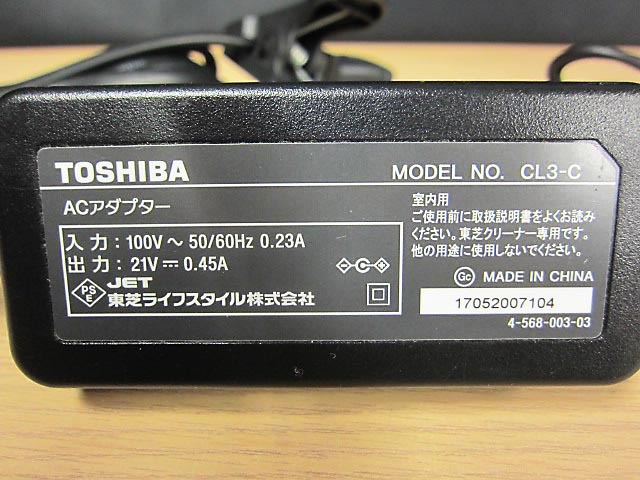 TOSHIBA
MODEL NO. CL3-C
ACアダプター
入力：100V～50/60Hz 0.23A
出力：21V⎓0.45A
PSE
JET
東芝ライフスタイル株式会社
室内用
ご使用前に取扱説明書をよくお読み
ください。東芝クリーナー専用です。
他の用途に使用しないでください。
Gc MADE IN CHINA
17052007104
4-568-003-03